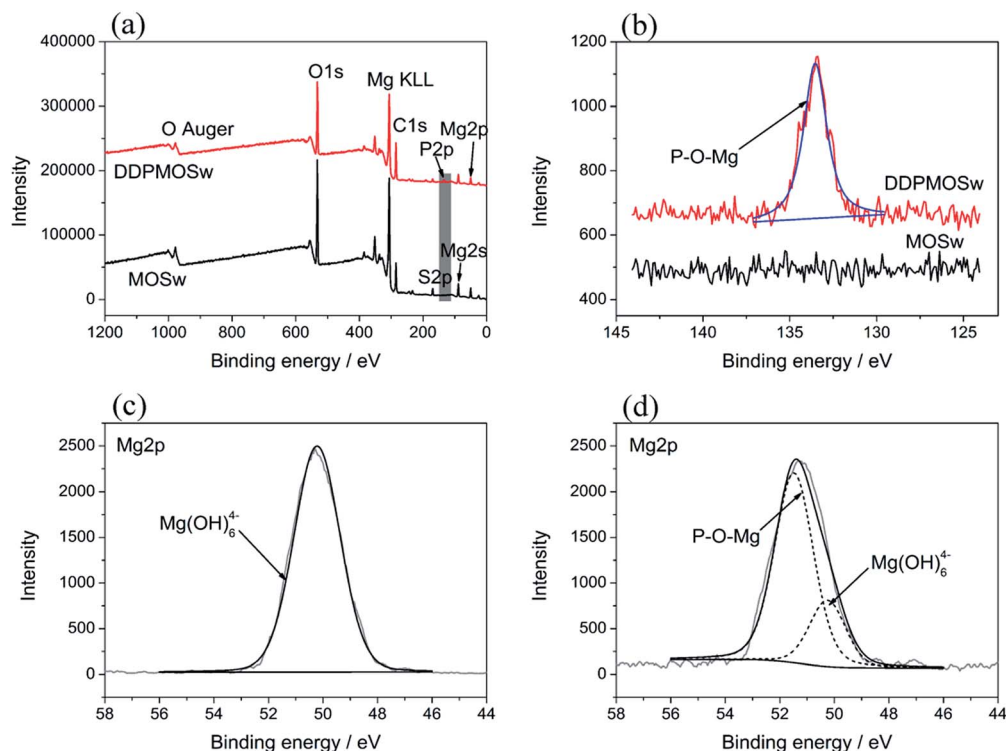 (a)
400000
300000
200000
100000
0
Intensity
O1s
Mg KLL
O Auger
C1s
P2p
Mg2p
DDPMOSw
Mg2s
S2p
MOSw
1200 1000 800 600 400 200 0
Binding energy / eV
(b)
1200
1000
800
600
400
Intensity
P-O-Mg
DDPMOSw
MOSw
145 140 135 130 125
Binding energy / eV
(c)
Mg2p
2500
2000
1500
1000
500
0
Intensity
Mg(OH)₆⁴⁻
58 56 54 52 50 48 46 44
Binding energy / eV
(d)
Mg2p
2500
2000
1500
1000
500
0
Intensity
P-O-Mg
Mg(OH)₆⁴⁻
58 56 54 52 50 48 46 44
Binding energy / eV